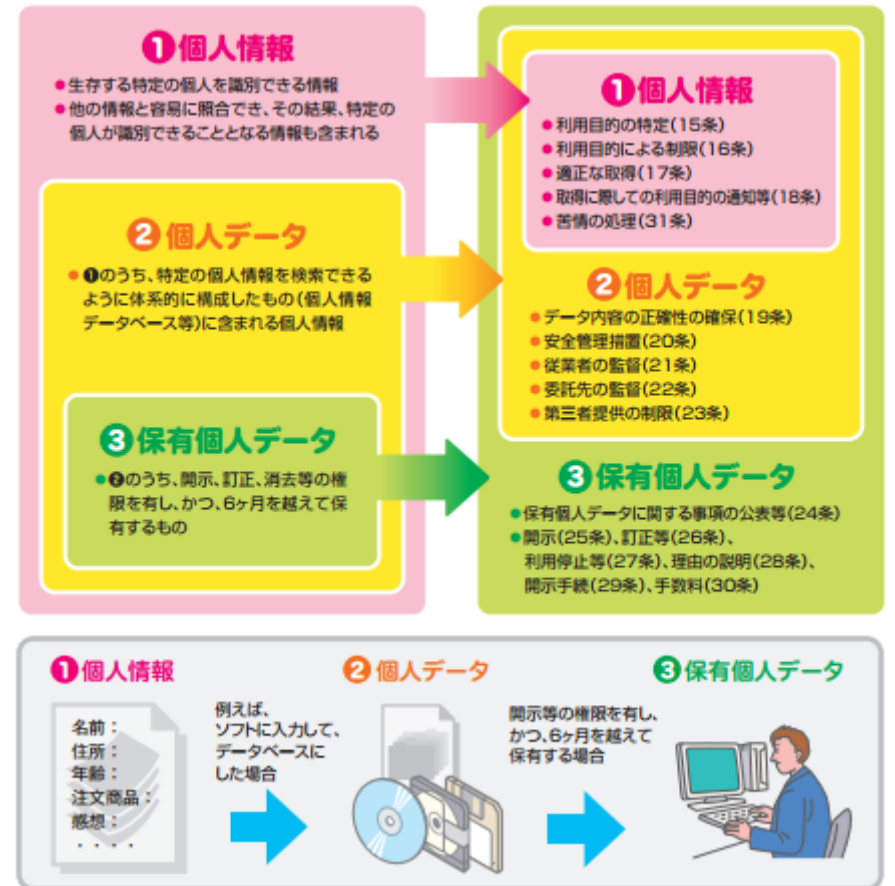 ❶個人情報
●生存する特定の個人を識別できる情報
●他の情報と容易に照合でき、その結果、特定の
個人が識別できることとなる情報も含まれる
❷個人データ
●❶のうち、特定の個人情報を検索できる
ように体系的に構成したもの(個人情報
データベース等)に含まれる個人情報
❸保有個人データ
●❷のうち、開示、訂正、消去等の権
限を有し、かつ、6ヶ月を越えて保
有するもの
❶個人情報
●利用目的の特定(15条)
●利用目的による制限(16条)
●適正な取得(17条)
●取得に際しての利用目的の通知等(18条)
●苦情の処理(31条)
❷個人データ
●データ内容の正確性の確保(19条)
●安全管理措置(20条)
●従業者の監督(21条)
●委託先の監督(22条)
●第三者提供の制限(23条)
❸保有個人データ
●保有個人データに関する事項の公表等(24条)
●開示(25条)、訂正等(26条)、
利用停止等(27条)、理由の説明(28条)、
開示手続(29条)、手数料(30条)
❶個人情報
名前：
住所：
年齢：
注文商品：
感想：
・・・・
例えば、
ソフトに入力して、
データベースに
した場合
❷個人データ
開示等の権限を有し、
かつ、6ヶ月を越えて
保有する場合
❸保有個人データ